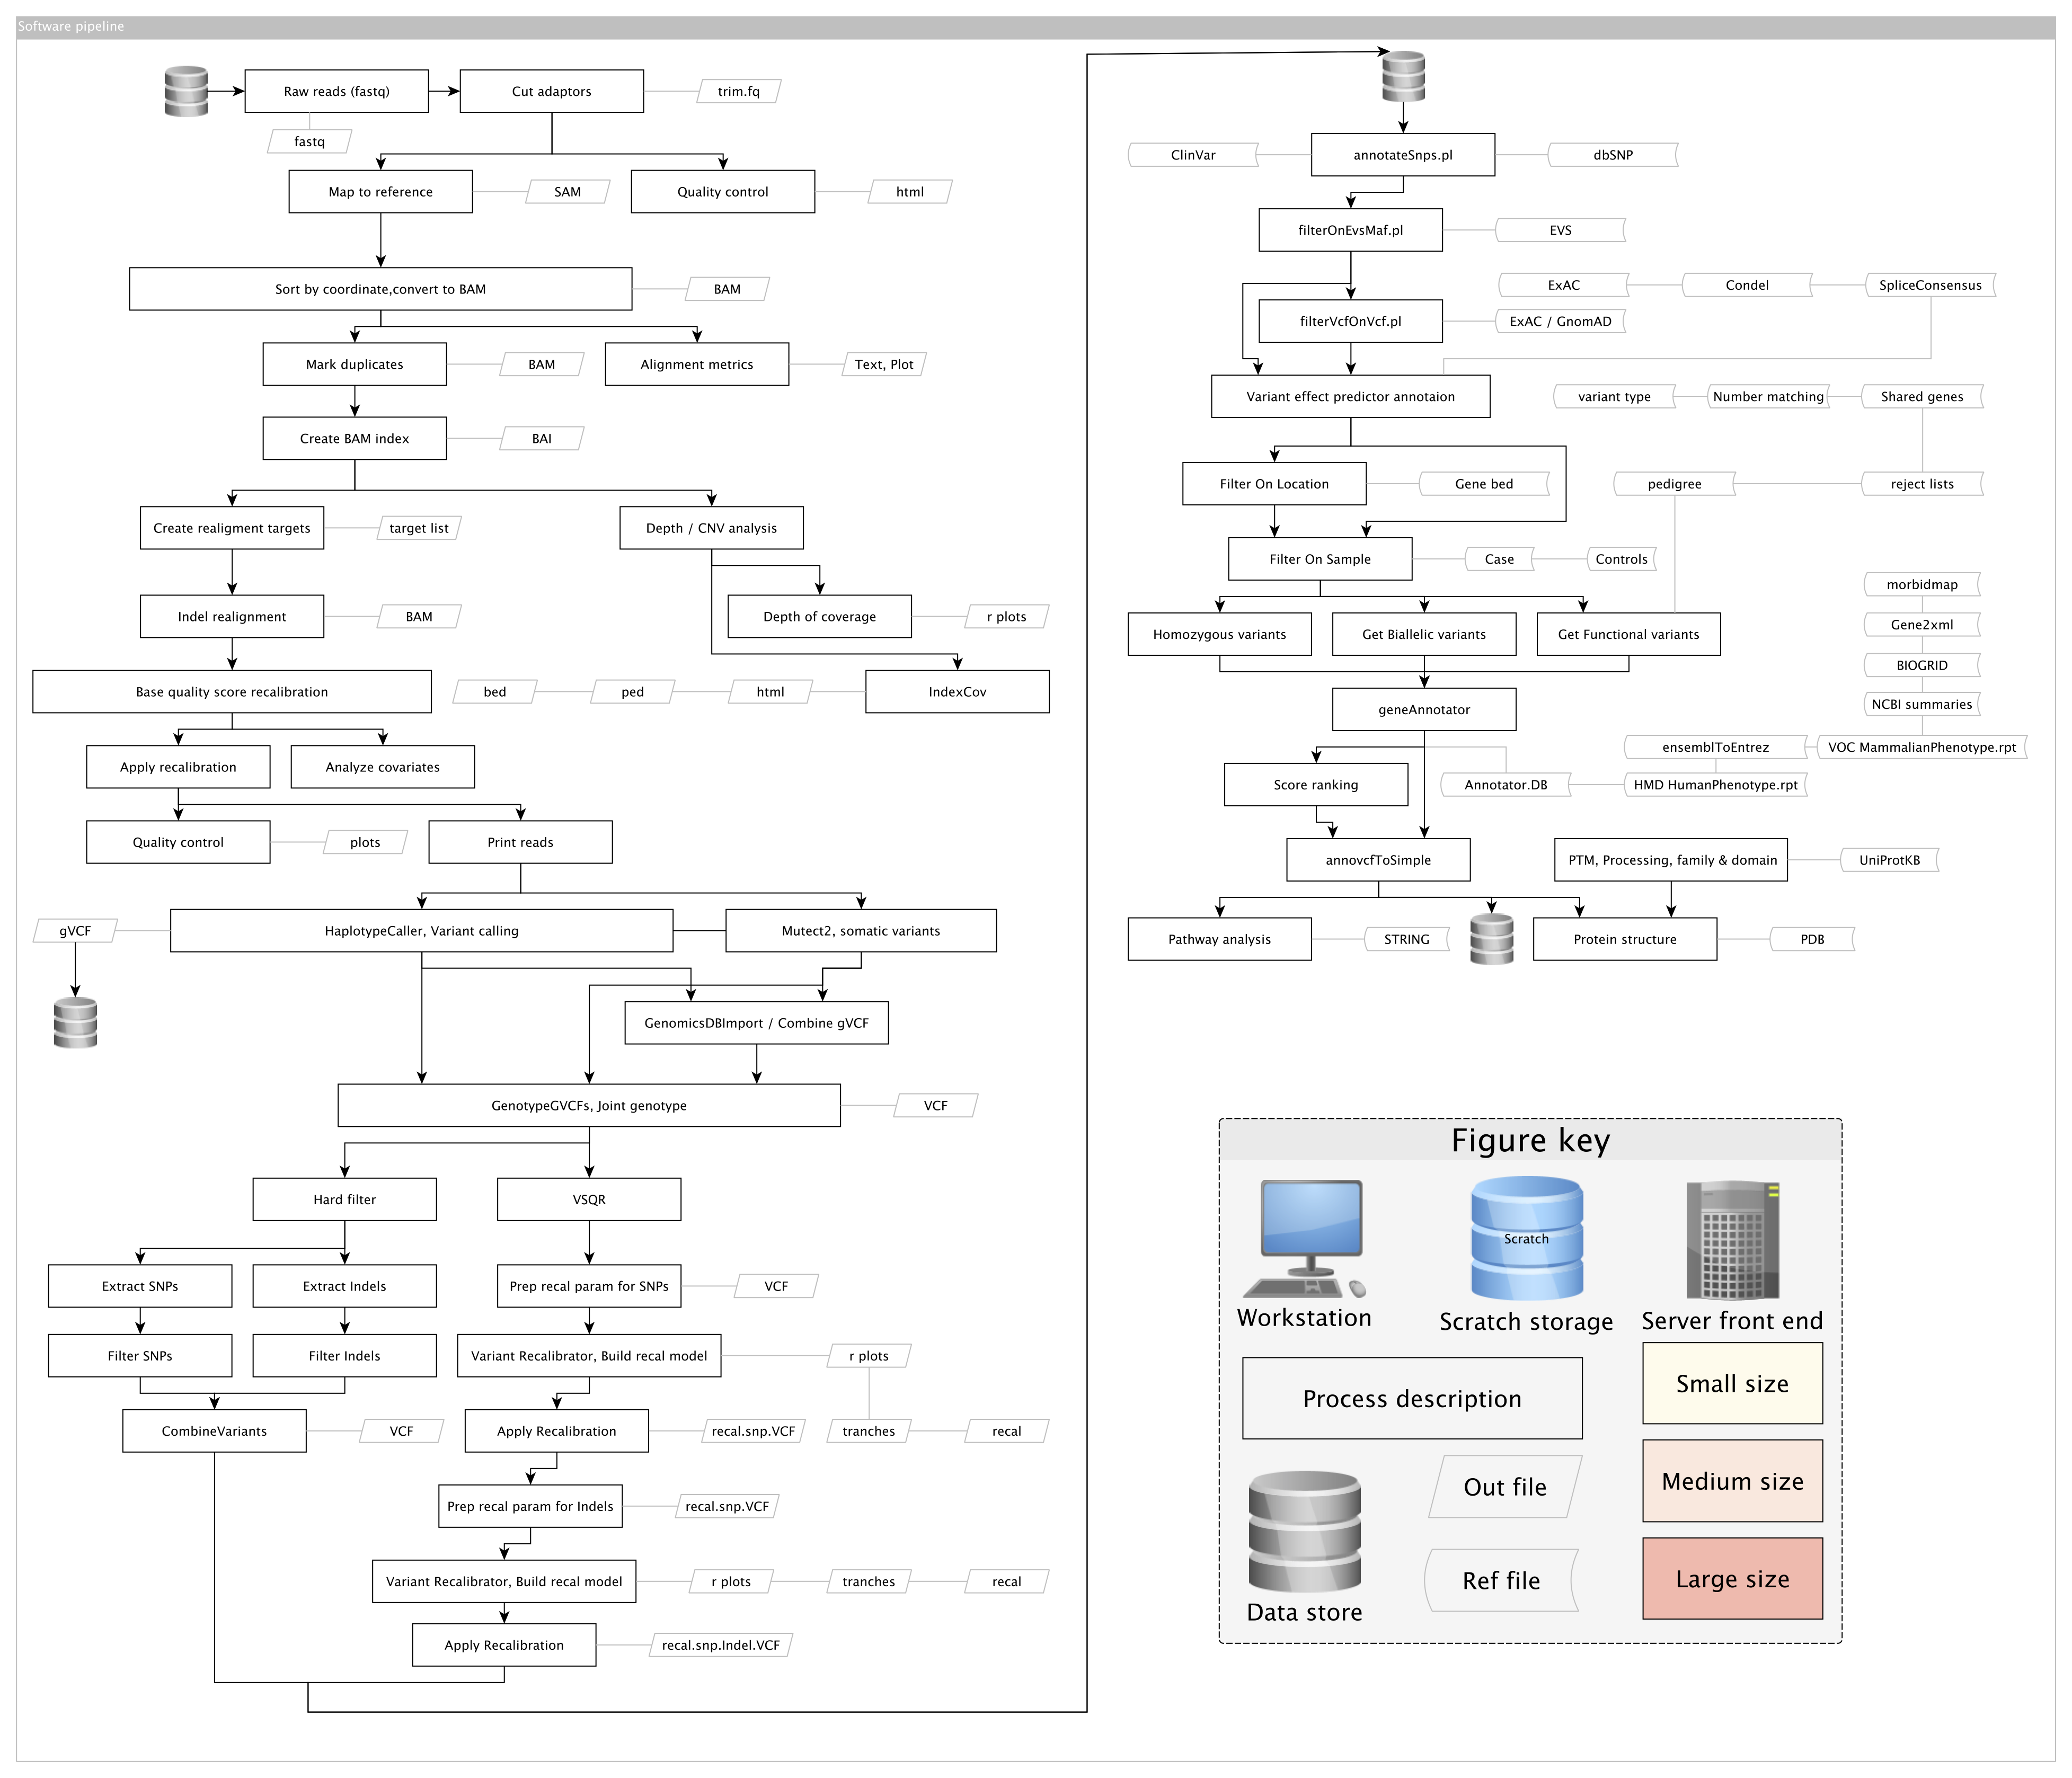 Software pipeline
Raw reads (fastq)
Cut adaptors
trim.fq
fastq
Map to reference
SAM
Quality control
html
Sort by coordinate,convert to BAM
BAM
Mark duplicates
BAM
Alignment metrics
Text, Plot
Create BAM index
BAI
Create realigment targets
target list
Depth / CNV analysis
Indel realignment
BAM
Depth of coverage
r plots
Base quality score recalibration
bed
ped
html
IndexCov
Apply recalibration
Analyze covariates
Quality control
plots
Print reads
gVCF
HaplotypeCaller, Variant calling
Mutect2, somatic variants
GenomicsDBImport / Combine gVCF
GenotypeGVCFs, Joint genotype
VCF
Hard filter
VSQR
Extract SNPs
Extract Indels
Prep recal param for SNPs
VCF
Filter SNPs
Filter Indels
Variant Recalibrator, Build recal model
r plots
CombineVariants
VCF
Apply Recalibration
recal.snp.VCF
tranches
recal
Prep recal param for Indels
recal.snp.VCF
Variant Recalibrator, Build recal model
r plots
tranches
recal
Apply Recalibration
recal.snp.Indel.VCF
ClinVar
annotateSnps.pl
dbSNP
filterOnEvsMaf.pl
EVS
ExAC
Condel
SpliceConsensus
filterVcfOnVcf.pl
ExAC / GnomAD
Variant effect predictor annotaion
variant type
Number matching
Shared genes
Filter On Location
Gene bed
pedigree
reject lists
Filter On Sample
Case
Controls
morbidmap
Homozygous variants
Get Biallelic variants
Get Functional variants
Gene2xml
BIOGRID
geneAnnotator
NCBI summaries
ensemblToEntrez
VOC MammalianPhenotype.rpt
Score ranking
Annotator.DB
HMD HumanPhenotype.rpt
annovcfToSimple
PTM, Processing, family & domain
UniProtKB
Pathway analysis
STRING
Protein structure
PDB
Figure key
Scratch
Workstation
Scratch storage
Server front end
Process description
Small size
Medium size
Out file
Ref file
Large size
Data store